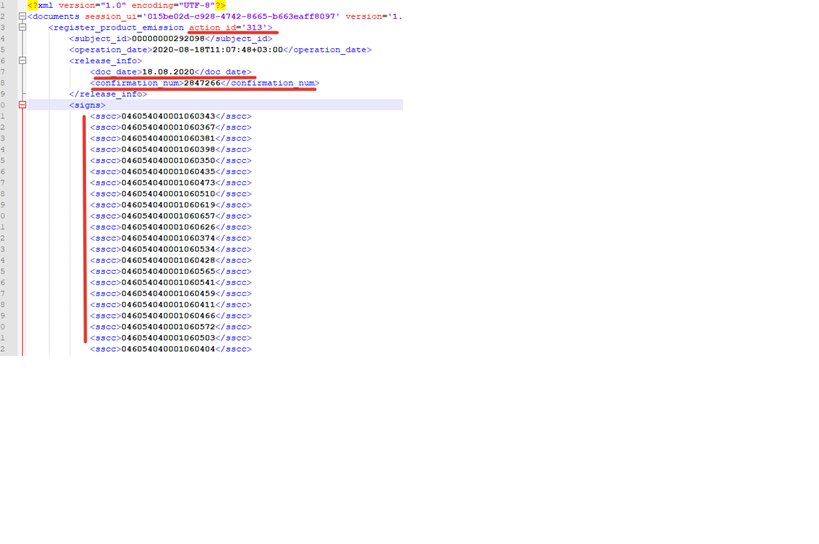 1 <?xml version="1.0" encoding="UTF-8"?>
2 <documents session_ui='015be02d-c928-4742-8665-b663eaff8097' version='1.
3 <register_product_emission action_id='313'>
4 <subject_id>00000000292098</subject_id>
5 <operation_date>2020-08-18T11:07:48+03:00</operation_date>
6 <release_info>
7 <doc_date>18.08.2020</doc_date>
8 <confirmation_num>2847266</confirmation_num>
9 </release_info>
0 <signs>
1 <sscc>046054040001060343</sscc>
2 <sscc>046054040001060367</sscc>
3 <sscc>046054040001060381</sscc>
4 <sscc>046054040001060398</sscc>
5 <sscc>046054040001060350</sscc>
6 <sscc>046054040001060435</sscc>
7 <sscc>046054040001060473</sscc>
8 <sscc>046054040001060510</sscc>
9 <sscc>046054040001060619</sscc>
0 <sscc>046054040001060657</sscc>
1 <sscc>046054040001060626</sscc>
2 <sscc>046054040001060374</sscc>
3 <sscc>046054040001060534</sscc>
4 <sscc>046054040001060428</sscc>
5 <sscc>046054040001060565</sscc>
6 <sscc>046054040001060541</sscc>
7 <sscc>046054040001060459</sscc>
8 <sscc>046054040001060411</sscc>
9 <sscc>046054040001060466</sscc>
0 <sscc>046054040001060572</sscc>
1 <sscc>046054040001060503</sscc>
2 <sscc>046054040001060404</sscc>